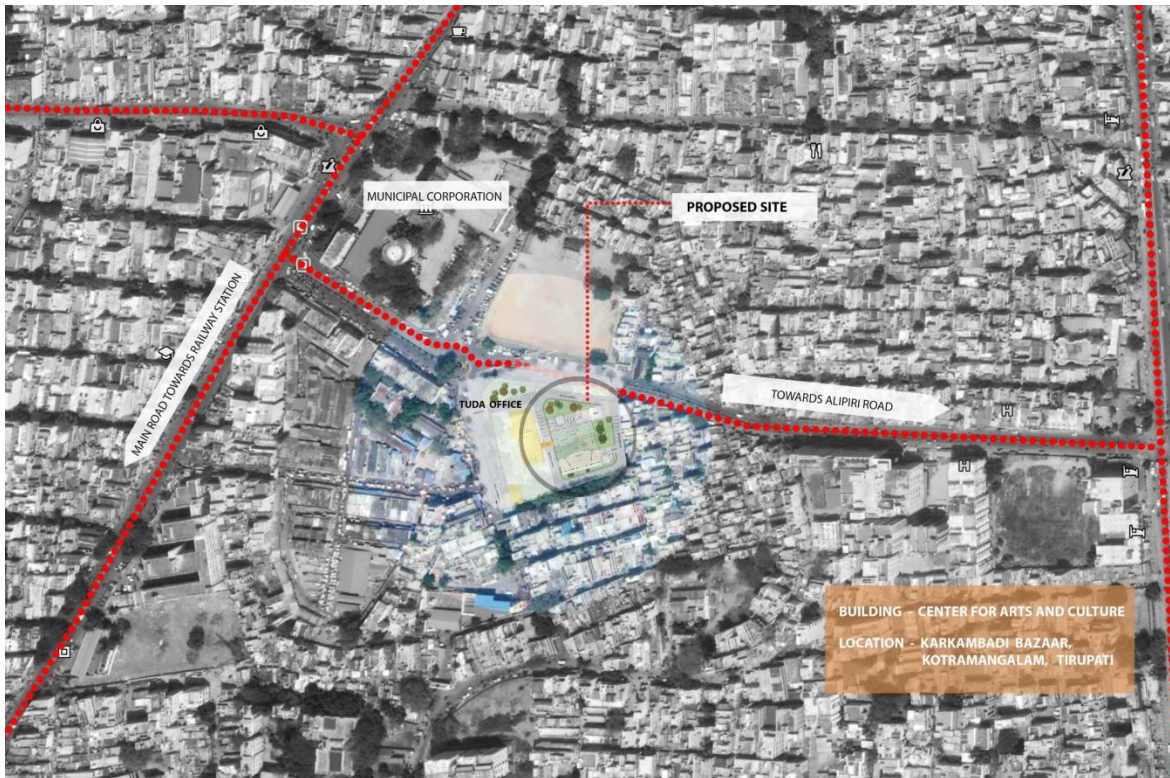 MUNICIPAL CORPORATION
PROPOSED SITE
MAIN ROAD TOWARDS RAILWAY STATION
TUDA OFFICE
TOWARDS ALIPIRI ROAD
H
H
BUILDING - CENTER FOR ARTS AND CULTURE
LOCATION - KARKAMBADI BAZAAR,
KOTRAMANGALAM, TIRUPATI